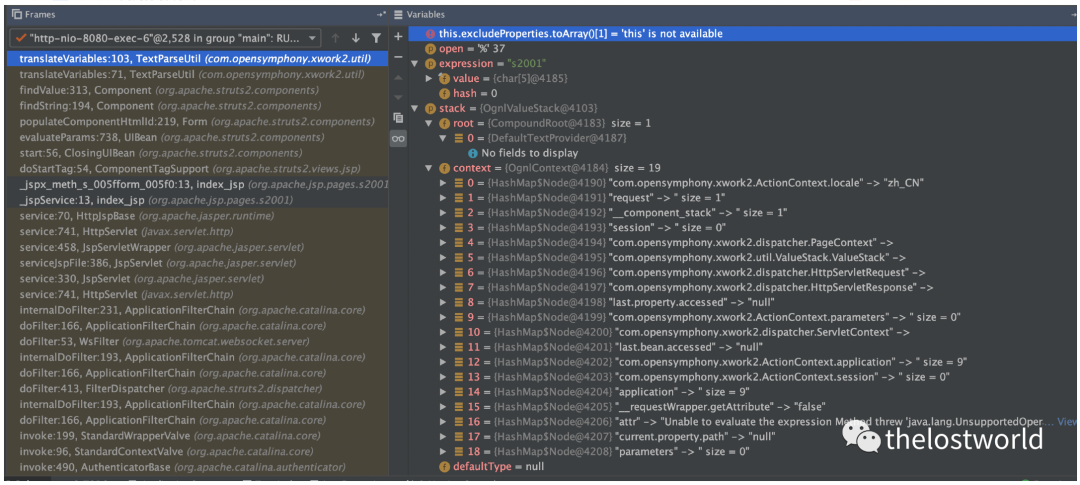 Frames
"http-nio-8080-exec-6"@2,528 in group "main": RU...
translateVariables:103, TextParseUtil (com.opensymphony.xwork2.util)
translateVariables:71, TextParseUtil (com.opensymphony.xwork2.util)
findValue:313, Component (org.apache.struts2.components)
findString:194, Component (org.apache.struts2.components)
populateComponentHtmlId:219, Form (org.apache.struts2.components)
evaluateParams:738, UIBean (org.apache.struts2.components)
start:56, ClosingUIBean (org.apache.struts2.components)
doStartTag:54, ComponentTagSupport (org.apache.struts2.views.jsp)
_jspx_meth_s_005fform_005f0:13, index_jsp (org.apache.jsp.pages.s2001
_jspService:13, index_jsp (org.apache.jsp.pages.s2001)
service:70, HttpJspBase (org.apache.jasper.runtime)
service:741, HttpServlet (javax.servlet.http)
service:458, JspServletWrapper (org.apache.jasper.servlet)
serviceJspFile:386, JspServlet (org.apache.jasper.servlet)
service:330, JspServlet (org.apache.jasper.servlet)
service:741, HttpServlet (javax.servlet.http)
internalDoFilter:231, ApplicationFilterChain (org.apache.catalina.core)
doFilter:166, ApplicationFilterChain (org.apache.catalina.core)
doFilter:53, WsFilter (org.apache.tomcat.websocket.server)
internalDoFilter:193, ApplicationFilterChain (org.apache.catalina.core)
doFilter:166, ApplicationFilterChain (org.apache.catalina.core)
doFilter:413, FilterDispatcher (org.apache.struts2.dispatcher)
internalDoFilter:193, ApplicationFilterChain (org.apache.catalina.core)
doFilter:166, ApplicationFilterChain (org.apache.catalina.core)
invoke:199, StandardWrapperValve (org.apache.catalina.core)
invoke:96, StandardContextValve (org.apache.catalina.core)
invoke:490, AuthenticatorBase (org.apache.catalina.authenticator)
Variables
this.excludeProperties.toArray()[1] = 'this' is not available
open = '%' 37
expression = "s2001"
value = {char[5]@4185}
hash = 0
stack = {OgnlValueStack@4103}
root = {CompoundRoot@4183} size = 1
0 = {DefaultTextProvider@4187}
No fields to display
context = {OgnlContext@4184} size = 19
0 = {HashMap$Node@4190} "com.opensymphony.xwork2.ActionContext.locale" -> "zh_CN"
1 = {HashMap$Node@4191} "request" -> " size = 1"
2 = {HashMap$Node@4192} "__component_stack" -> " size = 1"
3 = {HashMap$Node@4193} "session" -> " size = 0"
4 = {HashMap$Node@4194} "com.opensymphony.xwork2.dispatcher.PageContext" ->
5 = {HashMap$Node@4195} "com.opensymphony.xwork2.util.ValueStack.ValueStack" ->
6 = {HashMap$Node@4196} "com.opensymphony.xwork2.dispatcher.HttpServletRequest" ->
7 = {HashMap$Node@4197} "com.opensymphony.xwork2.dispatcher.HttpServletResponse" ->
8 = {HashMap$Node@4198} "last.property.accessed" -> "null"
9 = {HashMap$Node@4199} "com.opensymphony.xwork2.ActionContext.parameters" -> " size = 0"
10 = {HashMap$Node@4200} "com.opensymphony.xwork2.dispatcher.ServletContext" ->
11 = {HashMap$Node@4201} "last.bean.accessed" -> "null"
12 = {HashMap$Node@4202} "com.opensymphony.xwork2.ActionContext.application" -> " size = 9"
13 = {HashMap$Node@4203} "com.opensymphony.xwork2.ActionContext.session" -> " size = 0"
14 = {HashMap$Node@4204} "application" -> " size = 9"
15 = {HashMap$Node@4205} "__requestWrapper.getAttribute" -> "false"
16 = {HashMap$Node@4206} "attr" -> "Unable to evaluate the expression Method threw 'java.lang.UnsupportedOper... View
17 = {HashMap$Node@4207} "current.property.path" -> "null"
18 = {HashMap$Node@4208} "parameters" -> " size = 0"
defaultType = null
thelostworld